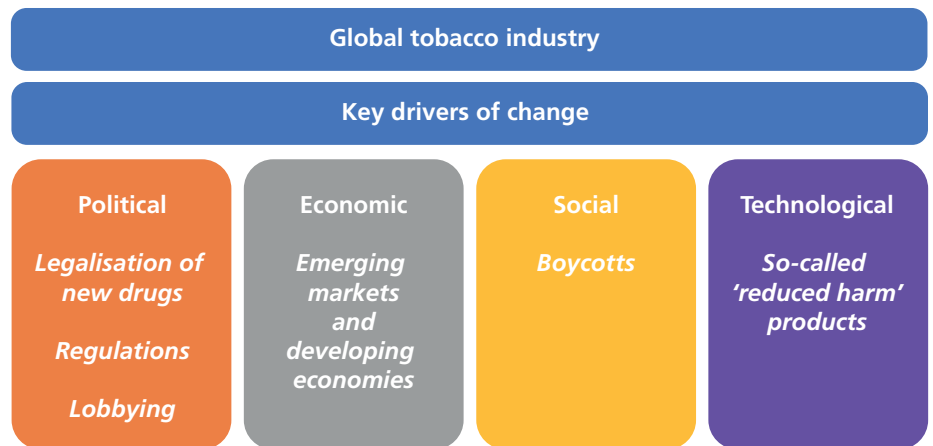 Global tobacco industry
Key drivers of change
Political
Legalisation of
new drugs
Regulations
Lobbying
Economic
Emerging
markets
and
developing
economies
Social
Boycotts
Technological
So-called
‘reduced harm’
products